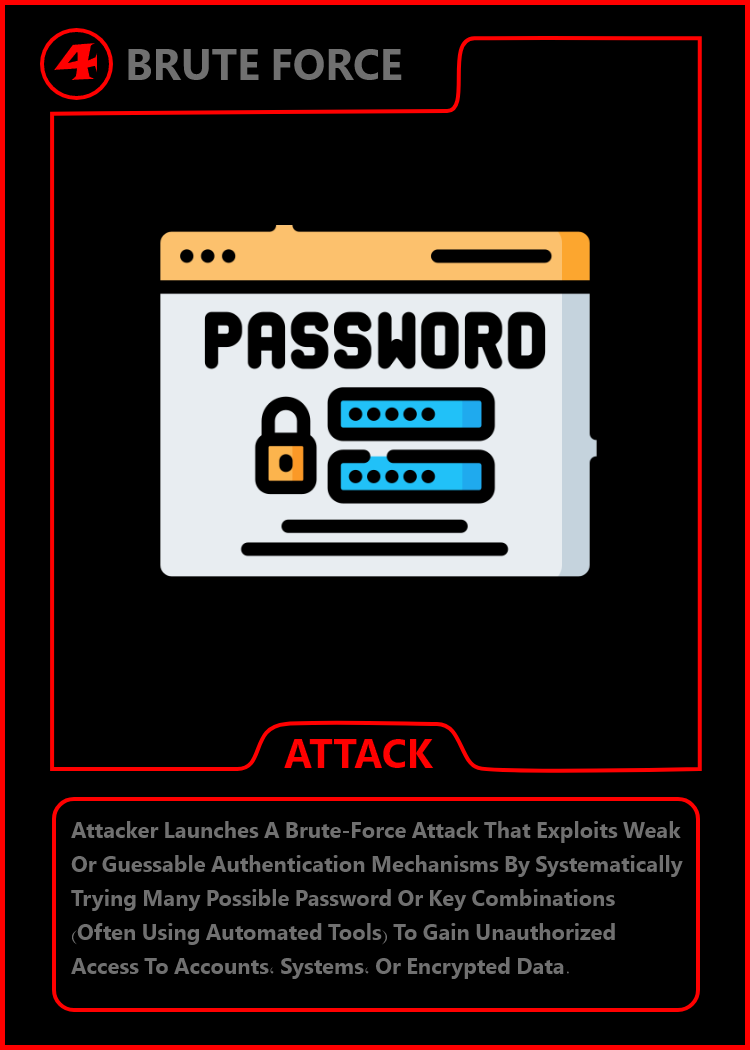 4 BRUTE FORCE
PASSWORD
ATTACK
Attacker Launches A Brute-Force Attack That Exploits Weak
Or Guessable Authentication Mechanisms By Systematically
Trying Many Possible Password Or Key Combinations
(Often Using Automated Tools) To Gain Unauthorized
Access To Accounts، Systems، Or Encrypted Data.